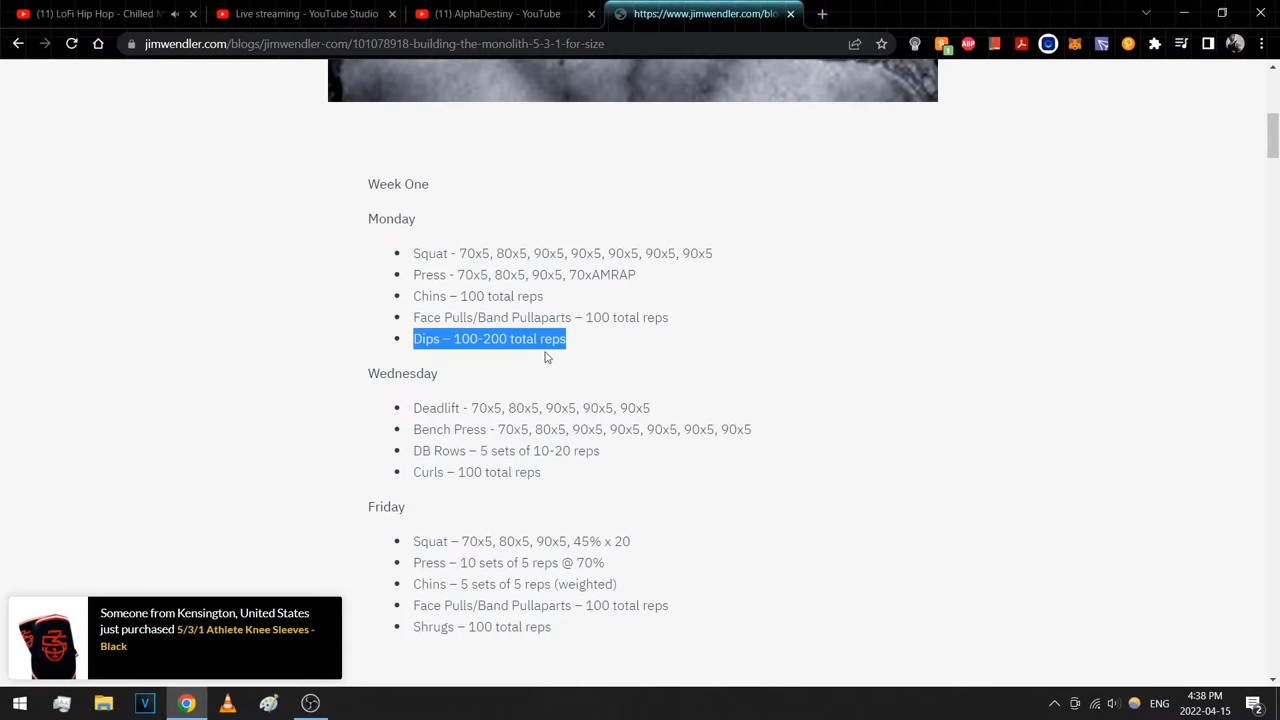 (11) LoFi Hip Hop - Chilled M
Live streaming - YouTube Studio
(11) AlphaDestiny - YouTube
https://www.jimwendler.com/blo
jimwendler.com/blogs/jimwendler-com/101078918-building-the-monolith-5-3-1-for-size
1
ABP
Week One
Monday
• Squat - 70x5, 80x5, 90x5, 90x5, 90x5, 90x5, 90x5
• Press - 70x5, 80x5, 90x5, 70xAMRAP
• Chins – 100 total reps
• Face Pulls/Band Pullaparts – 100 total reps
• Dips – 100-200 total reps
Wednesday
• Deadlift - 70x5, 80x5, 90x5, 90x5, 90x5
• Bench Press - 70x5, 80x5, 90x5, 90x5, 90x5, 90x5, 90x5
• DB Rows – 5 sets of 10-20 reps
• Curls – 100 total reps
Friday
• Squat – 70x5, 80x5, 90x5, 45% x 20
• Press – 10 sets of 5 reps @ 70%
• Chins – 5 sets of 5 reps (weighted)
• Face Pulls/Band Pullaparts – 100 total reps
• Shrugs – 100 total reps
Someone from Kensington, United States
just purchased 5/3/1 Athlete Knee Sleeves -
Black
V
ENG
4:38 PM
2022-04-15
2